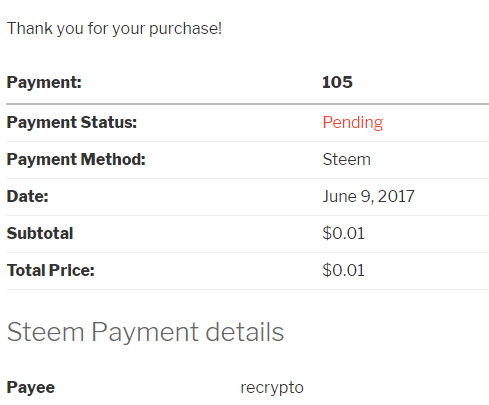 Thank you for your purchase!
Payment: 105
Payment Status: Pending
Payment Method: Steem
Date: June 9, 2017
Subtotal $0.01
Total Price: $0.01
Steem Payment details
Payee recrypto